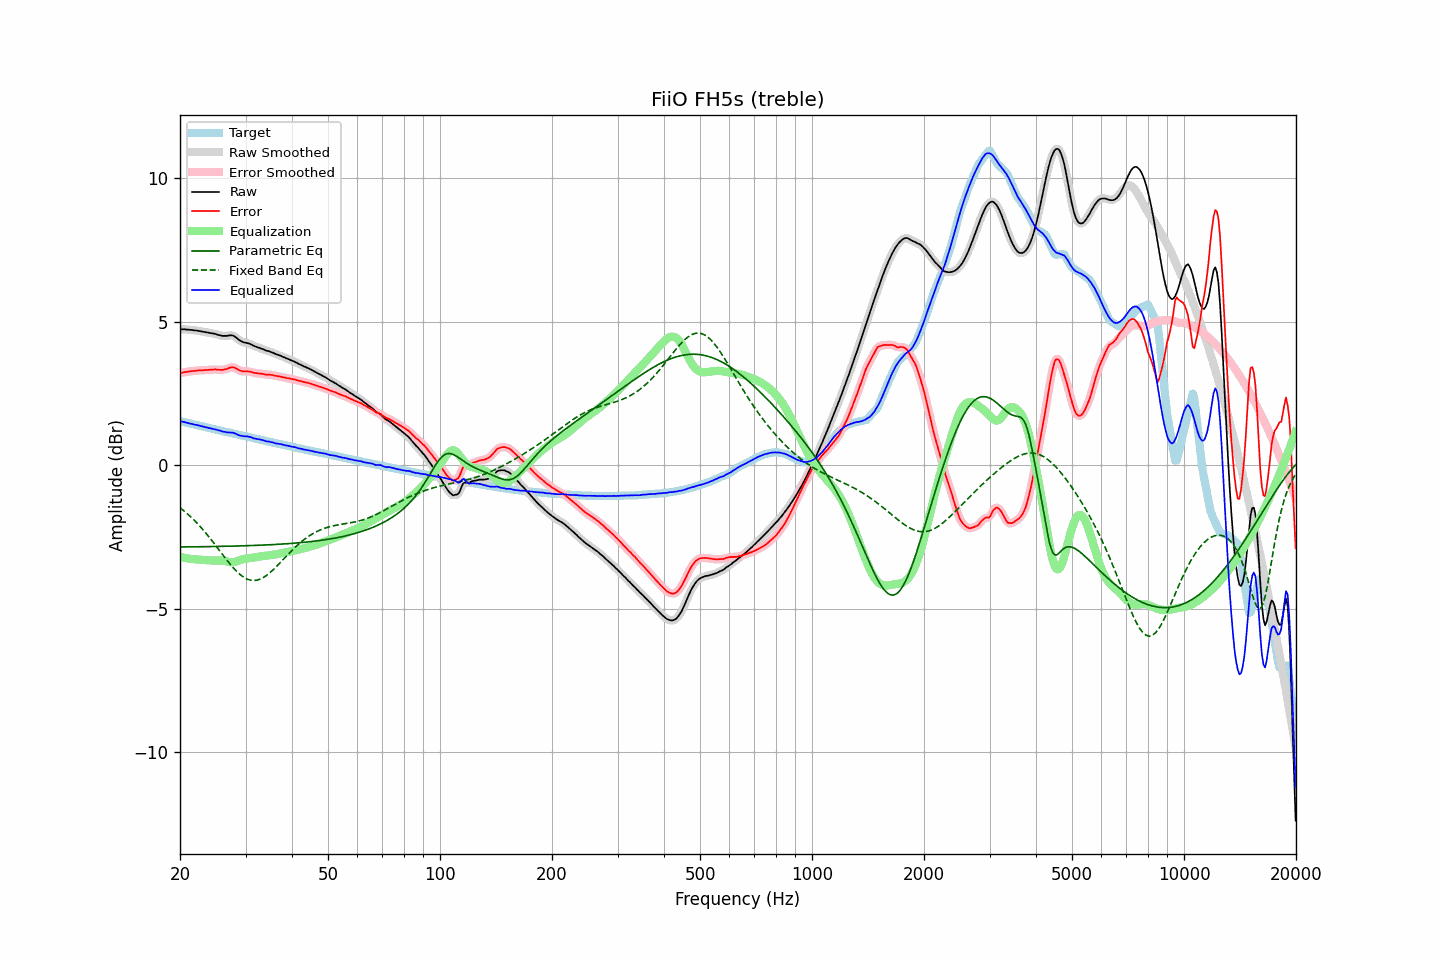 FiiO FH5s (treble)
Target
Raw Smoothed
Error Smoothed
Raw
Error
Equalization
Parametric Eq
Fixed Band Eq
Equalized
Amplitude (dBr)
10
5
0
−5
−10
20 50 100 200 500 1000 2000 5000 10000 20000
Frequency (Hz)